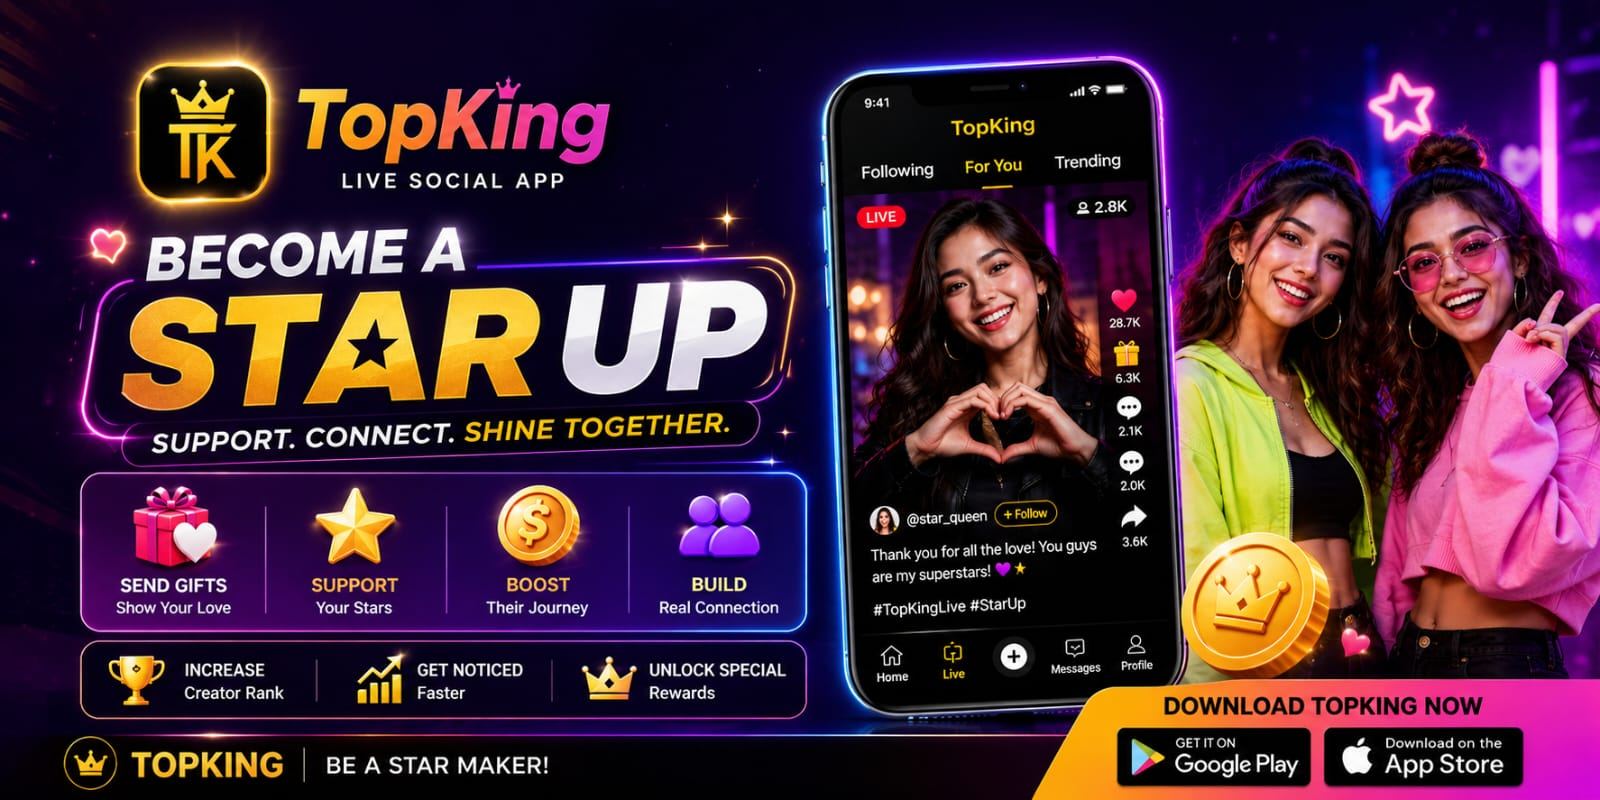 TK
TopKing
LIVE SOCIAL APP
BECOME A
STAR UP
SUPPORT. CONNECT. SHINE TOGETHER.
SEND GIFTS
Show Your Love
SUPPORT
Your Stars
BOOST
Their Journey
BUILD
Real Connection
INCREASE
Creator Rank
GET NOTICED
Faster
UNLOCK SPECIAL
Rewards
TOPKING
BE A STAR MAKER!
9:41
TopKing
Following For You Trending
LIVE
2.8K
28.7K
6.3K
2.1K
2.0K
3.6K
@star_queen + Follow
Thank you for all the love! You guys
are my superstars! 💜⭐
#TopKingLive #StarUp
Home
Live
Messages
Profile
DOWNLOAD TOPKING NOW
GET IT ON
Google Play
Download on the
App Store